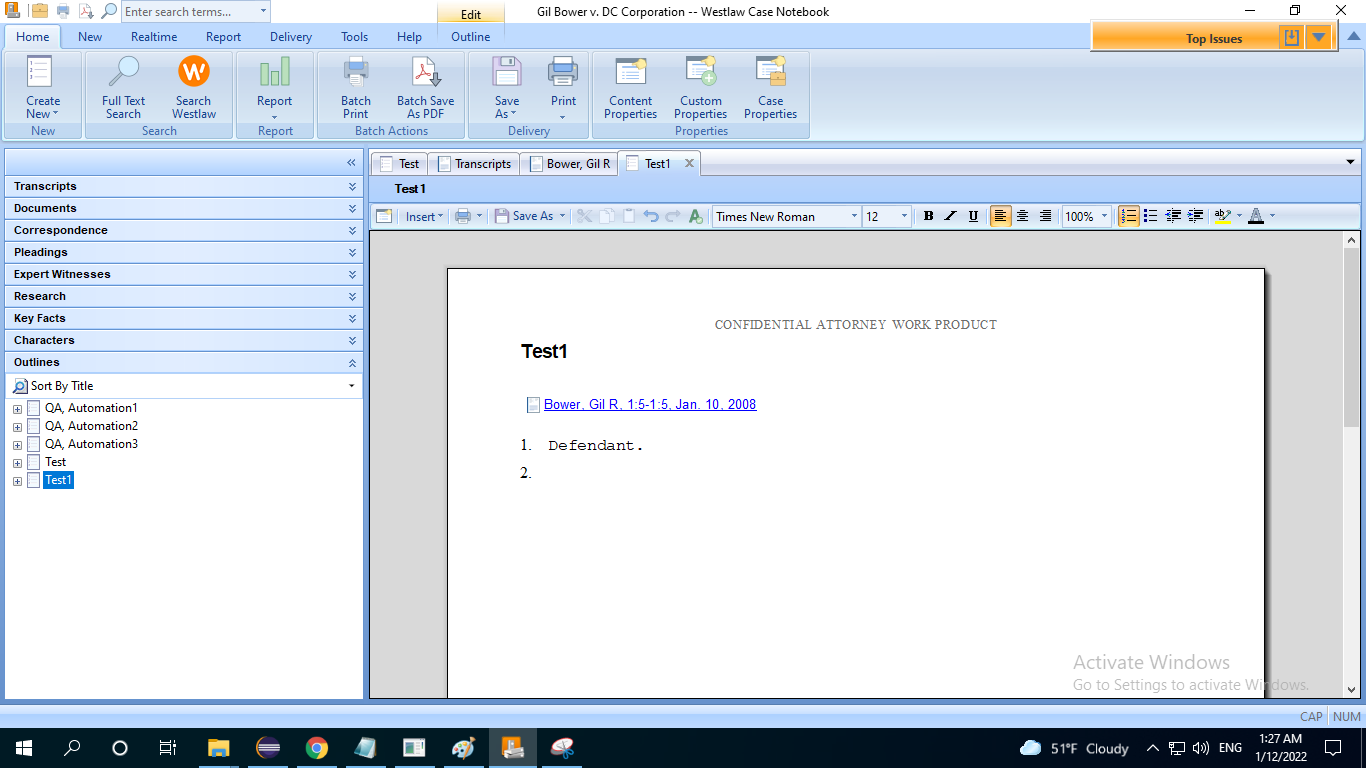 Enter search terms...
Edit
Gil Bower v. DC Corporation -- Westlaw Case Notebook
Home New Realtime Report Delivery Tools Help Outline
Top Issues
Create New
Full Text Search
Search Westlaw
Report
Batch Print
Batch Save As PDF
Save As
Print
Content Properties
Custom Properties
Case Properties
New Search Report Batch Actions Delivery Properties
Transcripts
Documents
Correspondence
Pleadings
Expert Witnesses
Research
Key Facts
Characters
Outlines
Sort By Title
QA, Automation1
QA, Automation2
QA, Automation3
Test
Test1
Test Transcripts Bower, Gil R Test1
Test1
Insert Save As Times New Roman 12 B I U 100% ab A
CONFIDENTIAL ATTORNEY WORK PRODUCT
Test1
Bower, Gil R, 1:5-1:5, Jan. 10, 2008
1. Defendant.
2.
Activate Windows
Go to Settings to activate Windows.
CAP NUM
51°F Cloudy
ENG
1:27 AM
1/12/2022